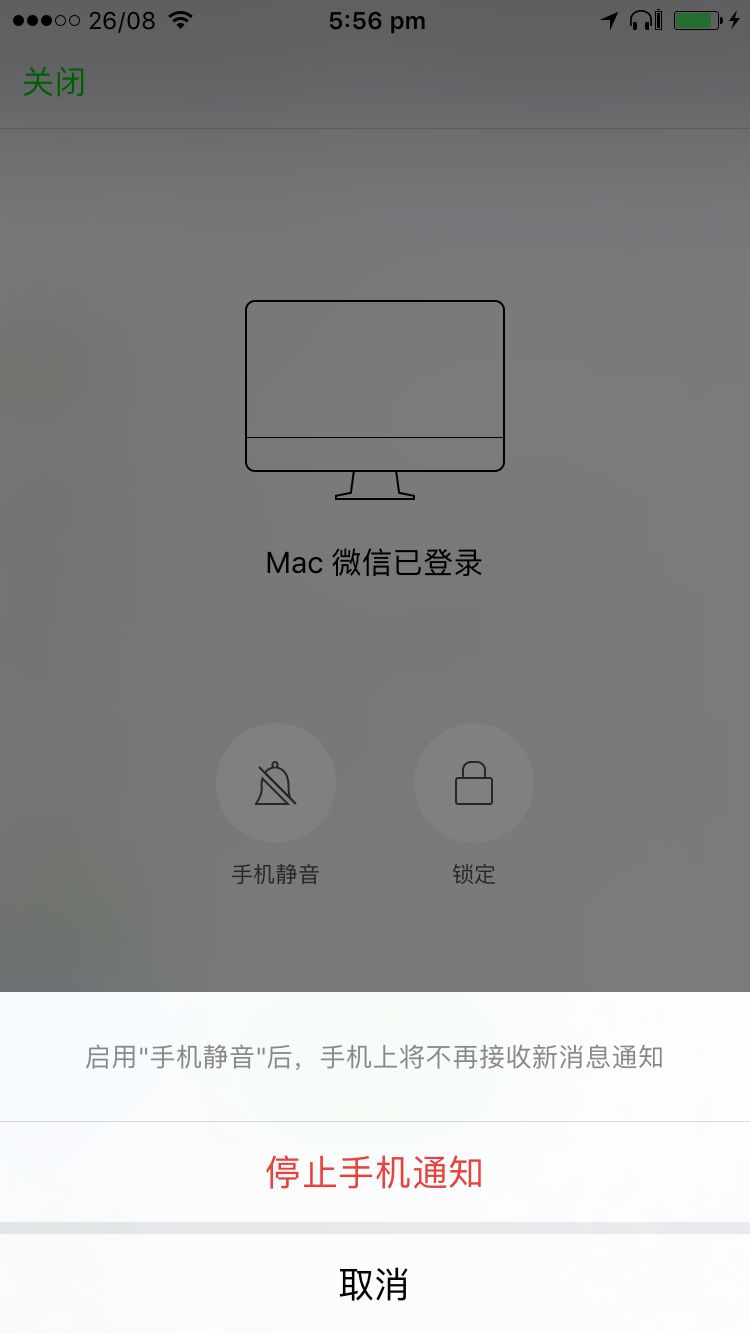 26/08
5:56 pm
关闭
Mac 微信已登录
手机静音
锁定
启用"手机静音"后，手机上将不再接收新消息通知
停止手机通知
取消